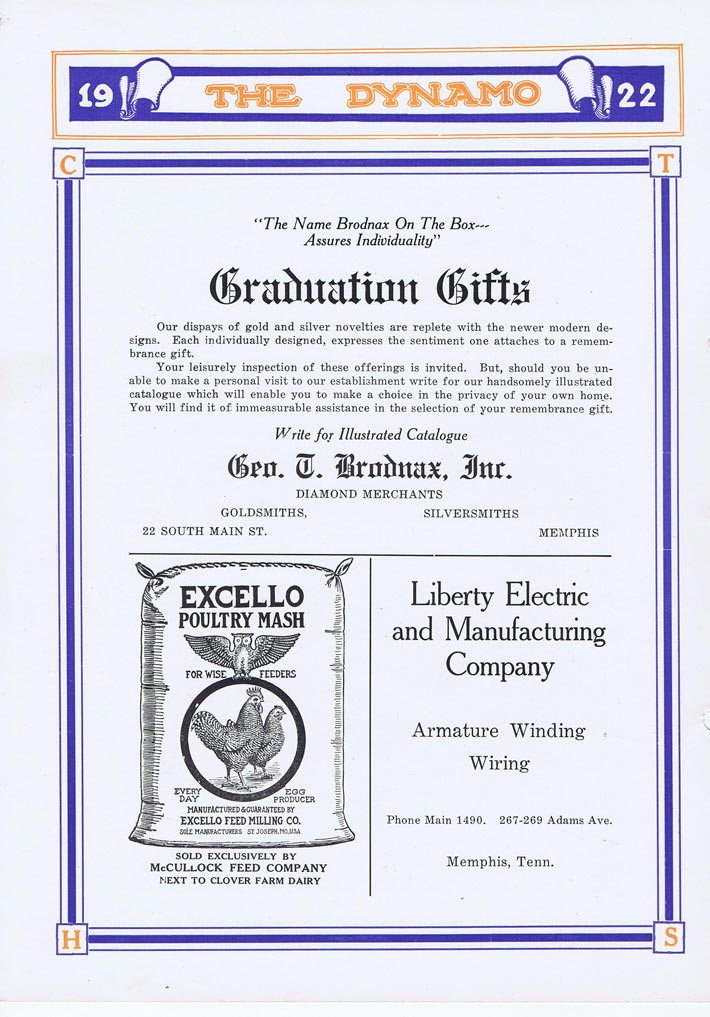 19 THE DYNAMO 22
C
T
"The Name Brodnax On The Box---
Assures Individuality"
Graduation Gifts
Our dispays of gold and silver novelties are replete with the newer modern de-
signs. Each individually designed, expresses the sentiment one attaches to a remem-
brance gift.
Your leisurely inspection of these offerings is invited. But, should you be un-
able to make a personal visit to our establishment write for our handsomely illustrated
catalogue which will enable you to make a choice in the privacy of your own home.
You will find it of immeasurable assistance in the selection of your remembrance gift.
Write for Illustrated Catalogue
Geo. T. Brodnax, Inc.
DIAMOND MERCHANTS
GOLDSMITHS, SILVERSMITHS
22 SOUTH MAIN ST. MEMPHIS
EXCELLO
POULTRY MASH
FOR WISE FEEDERS
EVERY DAY EGG PRODUCER
MANUFACTURED & GUARANTEED BY
EXCELLO FEED MILLING CO.
SOLE MANUFACTURERS ST JOSEPH, MO, USA
SOLD EXCLUSIVELY BY
McCULLOCK FEED COMPANY
NEXT TO CLOVER FARM DAIRY
Liberty Electric
and Manufacturing
Company
Armature Winding
Wiring
Phone Main 1490. 267-269 Adams Ave.
Memphis, Tenn.
H
S